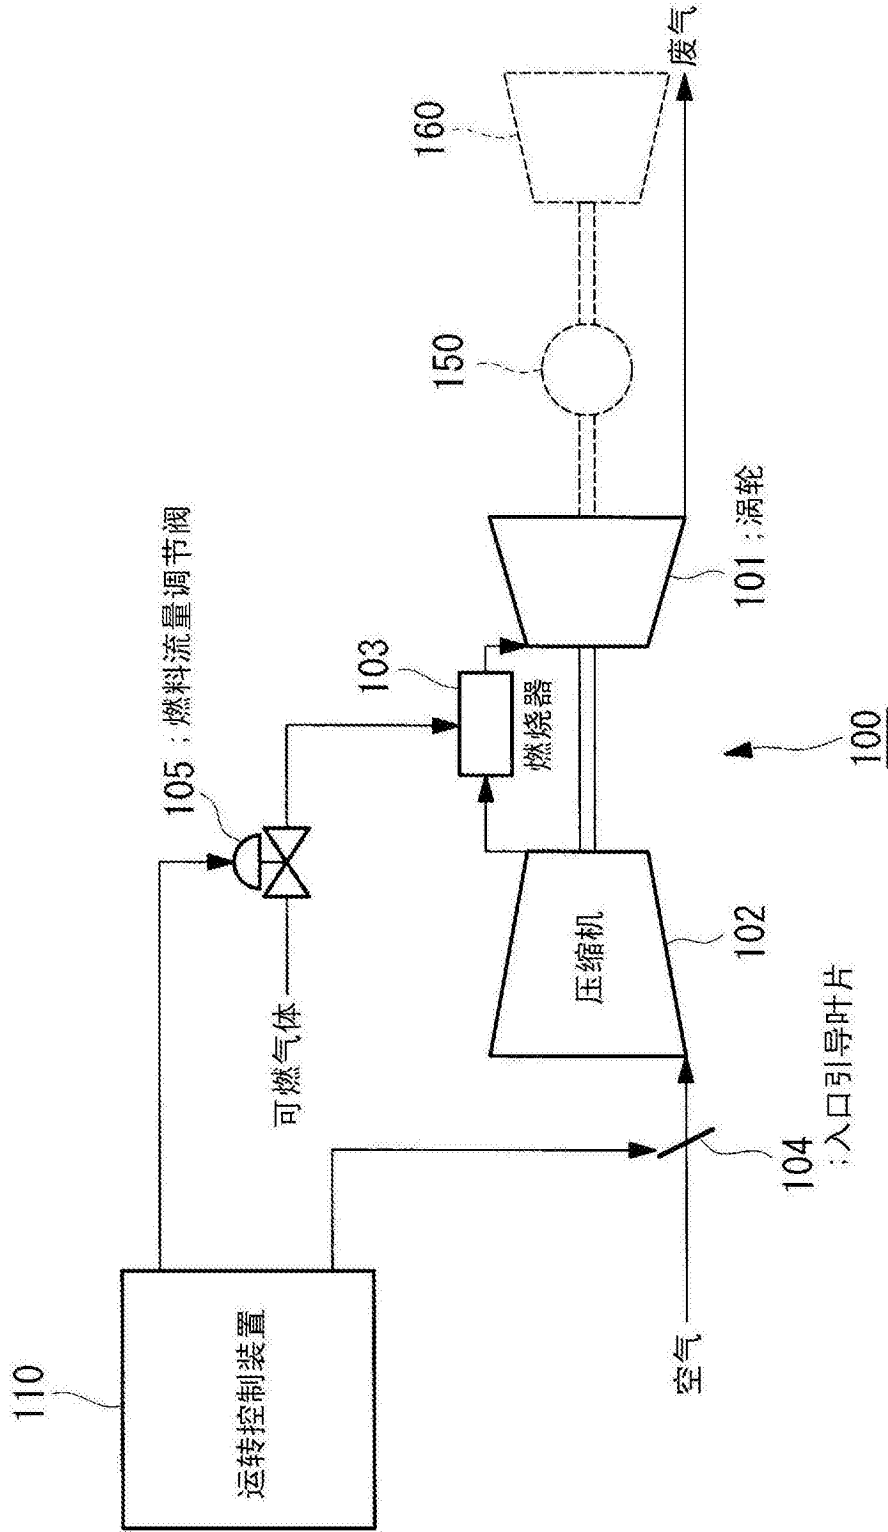 110
105；燃料流量调节阀
运转控制装置
可燃气体
103
160
150
燃烧器
压缩机
空气
废气
102
101；涡轮
104
；入口引导叶片
100